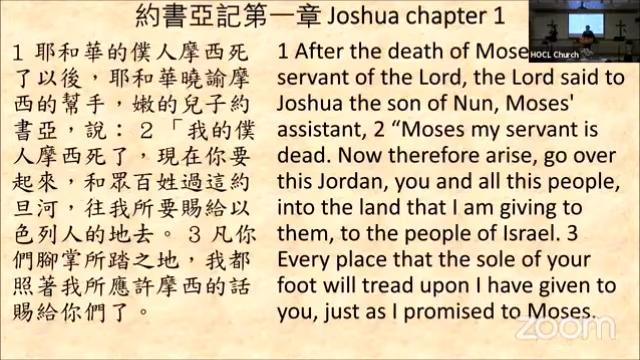 約書亞記第一章 Joshua chapter 1
1 耶和華的僕人摩西死
了以後，耶和華曉諭摩
西的幫手，嫩的兒子約
書亞，說： 2 「我的僕
人摩西死了，現在你要
起來，和眾百姓過這約
旦河，往我所要賜給以
色列人的地去。 3 凡你
們腳掌所踏之地，我都
照著我所應許摩西的話
賜給你們了。
1 After the death of Mose
servant of the Lord, the Lord said to
Joshua the son of Nun, Moses'
assistant, 2 “Moses my servant is
dead. Now therefore arise, go over
this Jordan, you and all this people,
into the land that I am giving to
them, to the people of Israel. 3
Every place that the sole of your
foot will tread upon I have given to
you, just as I promised to Moses.
HOCL Church
zoom